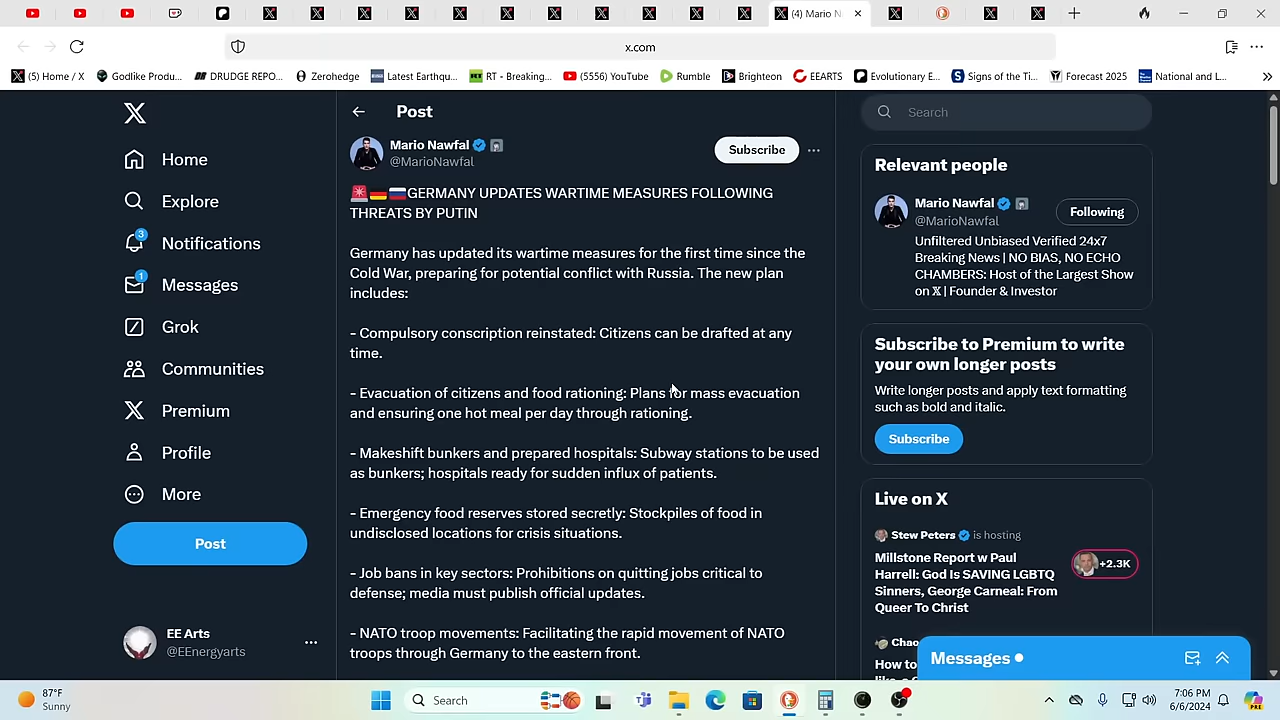 (4) Mario N
x.com
(5) Home / X
Godlike Produ...
DRUDGE REPO...
Zerohedge
Latest Earthqu...
RT - Breaking...
(5556) YouTube
Rumble
Brighteon
EEARTS
Evolutionary E...
Signs of the Ti...
Forecast 2025
National and L...
Home
Explore
3
Notifications
1
Messages
Grok
Communities
Premium
Profile
More
Post
EE Arts
@EEnergyarts
Post
Mario Nawfal
@MarioNawfal
Subscribe
GERMANY UPDATES WARTIME MEASURES FOLLOWING
THREATS BY PUTIN
Germany has updated its wartime measures for the first time since the
Cold War, preparing for potential conflict with Russia. The new plan
includes:
- Compulsory conscription reinstated: Citizens can be drafted at any
time.
- Evacuation of citizens and food rationing: Plans for mass evacuation
and ensuring one hot meal per day through rationing.
- Makeshift bunkers and prepared hospitals: Subway stations to be used
as bunkers; hospitals ready for sudden influx of patients.
- Emergency food reserves stored secretly: Stockpiles of food in
undisclosed locations for crisis situations.
- Job bans in key sectors: Prohibitions on quitting jobs critical to
defense; media must publish official updates.
- NATO troop movements: Facilitating the rapid movement of NATO
troops through Germany to the eastern front.
Search
Relevant people
Mario Nawfal
@MarioNawfal
Following
Unfiltered Unbiased Verified 24x7
Breaking News | NO BIAS, NO ECHO
CHAMBERS: Host of the Largest Show
on 𝕏 | Founder & Investor
Subscribe to Premium to write
your own longer posts
Write longer posts and apply text formatting
such as bold and italic.
Subscribe
Live on X
Stew Peters is hosting
Millstone Report w Paul
Harrell: God Is SAVING LGBTQ
Sinners, George Carneal: From
Queer To Christ
+2.3K
Chao
How to
Messages
87°F
Sunny
Search
7:06 PM
6/6/2024